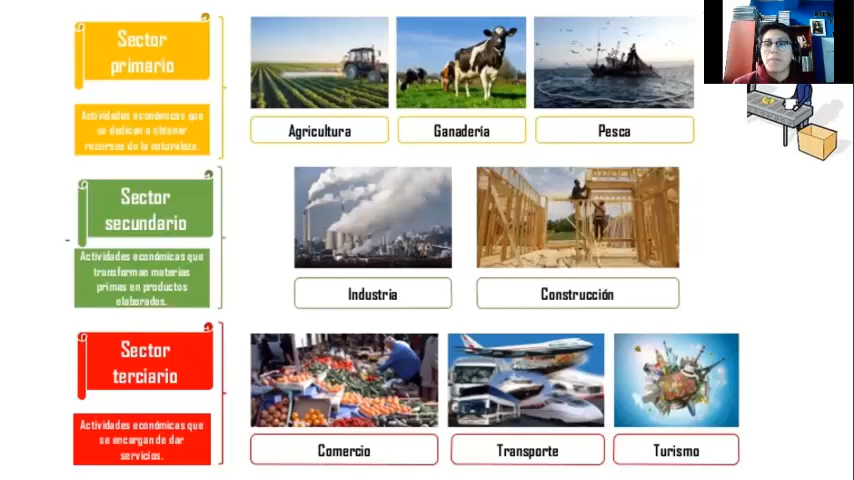 Sector
primario
Actividades económicas que
se dedican a obtener
recursos de la naturaleza.
Agricultura
Ganadería
Pesca
Sector
secundario
Actividades económicas que
transforman materias
primas en productos
elaborados.
Industria
Construcción
Sector
terciario
Actividades económicas que
se encargan de dar
servicios.
Comercio
Transporte
Turismo